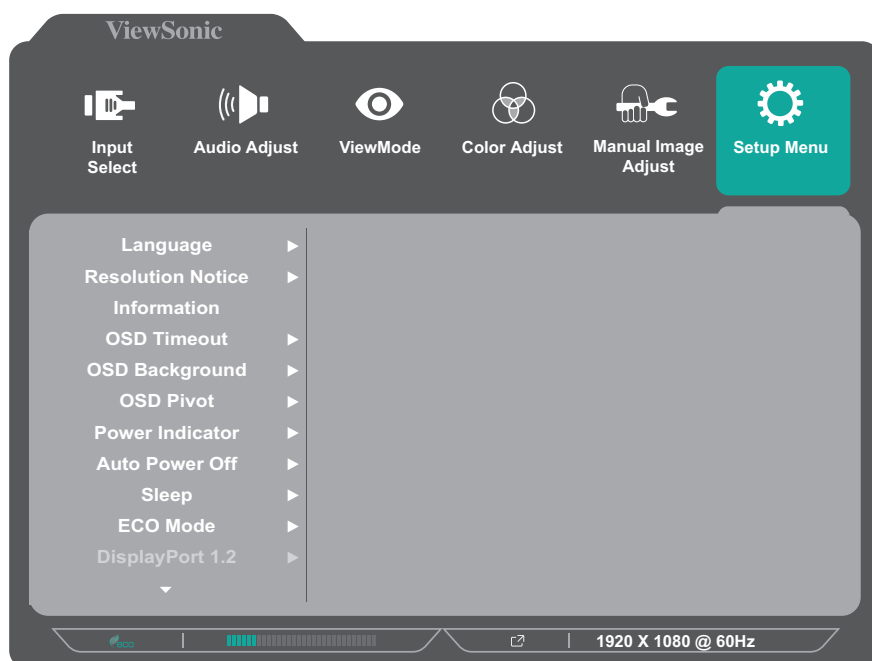 ViewSonic
Input
Select
Audio Adjust
ViewMode
Color Adjust
Manual Image
Adjust
Setup Menu
Language
Resolution Notice
Information
OSD Timeout
OSD Background
OSD Pivot
Power Indicator
Auto Power Off
Sleep
ECO Mode
DisplayPort 1.2
eco
1920 X 1080 @ 60Hz